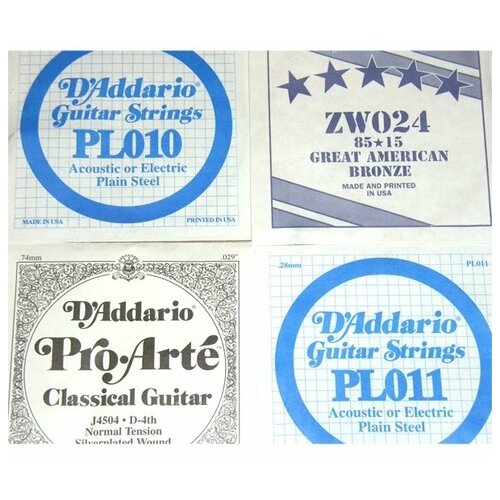 D'Addario®
Guitar Strings
PL010
Acoustic or Electric
Plain Steel
MADE IN USA
PRINTED IN USA
ZW024
85★15
GREAT AMERICAN
BRONZE
MADE AND PRINTED
IN USA
.74mm
.029"
D'Addario®
Pro·Arté
Classical Guitar
J4504 • D-4th
Normal Tension
Silverplated Wound
.28mm
PL011
D'Addario®
Guitar Strings
PL011
Acoustic or Electric
Plain Steel